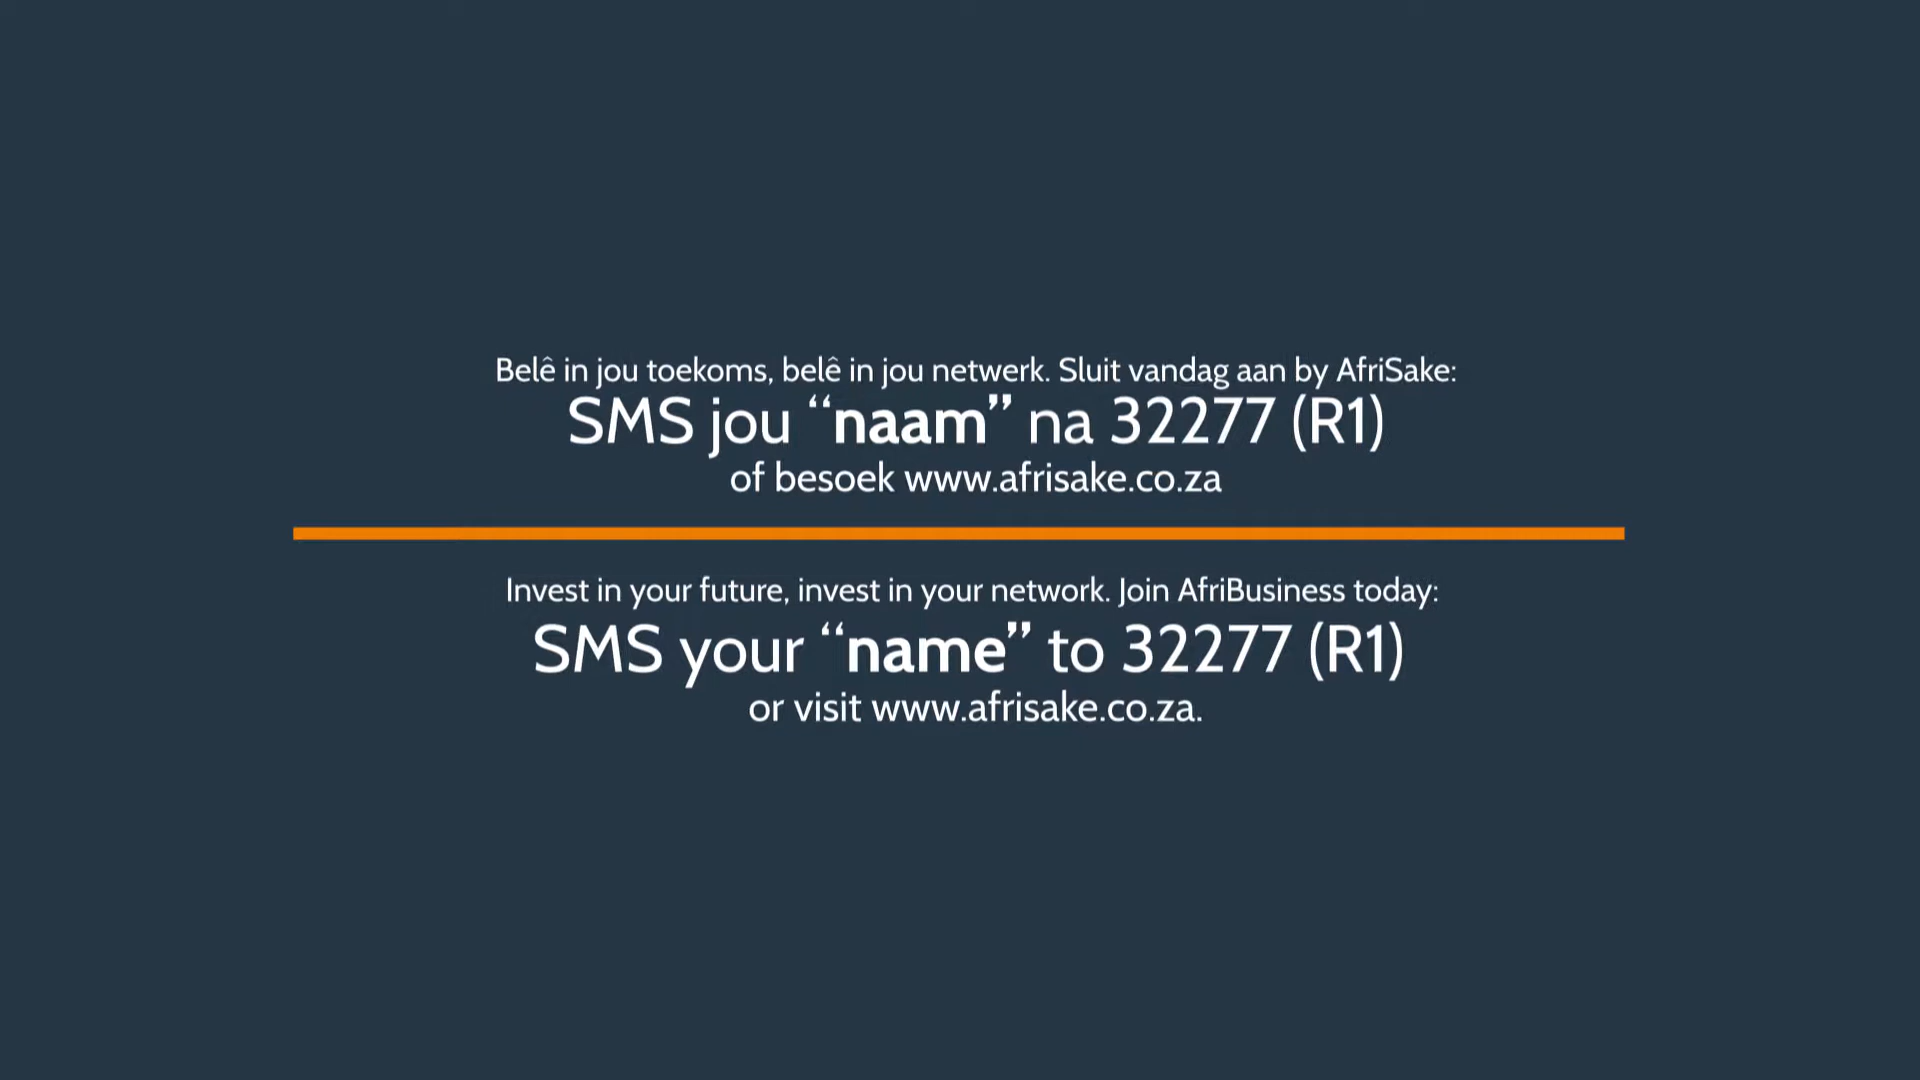 Belê in jou toekoms, belê in jou netwerk. Sluit vandag aan by AfriSake:
SMS jou “naam” na 32277 (R1)
of besoek www.afrisake.co.za
Invest in your future, invest in your network. Join AfriBusiness today:
SMS your “name” to 32277 (R1)
or visit www.afrisake.co.za.